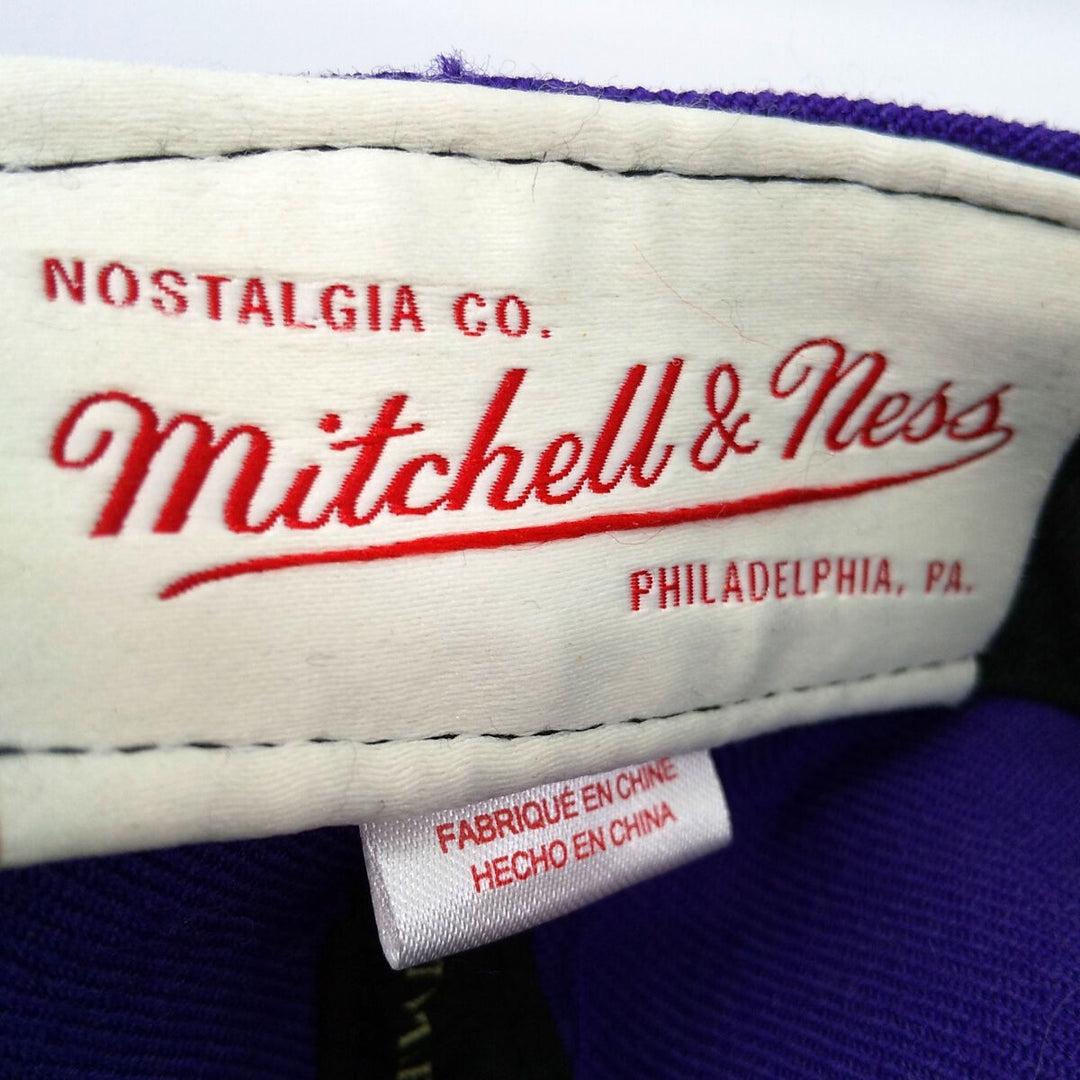 NOSTALGIA CO.
Mitchell & Ness
PHILADELPHIA, PA.
FABRIQUÉ EN CHINE
HECHO EN CHINA